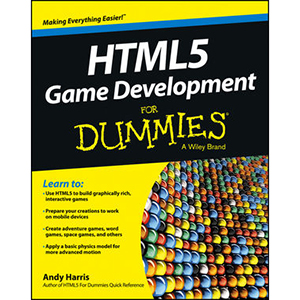 Making Everything Easier!™
HTML5
Game Development
FOR
DUMMIES®
A Wiley Brand
Learn to:
• Use HTML5 to build graphically rich,
interactive games
• Prepare your creations to work
on mobile devices
• Create adventure games, word
games, space games, and others
• Apply a basic physics model for
more advanced motion
Andy Harris
Author of HTML5 For Dummies Quick Reference